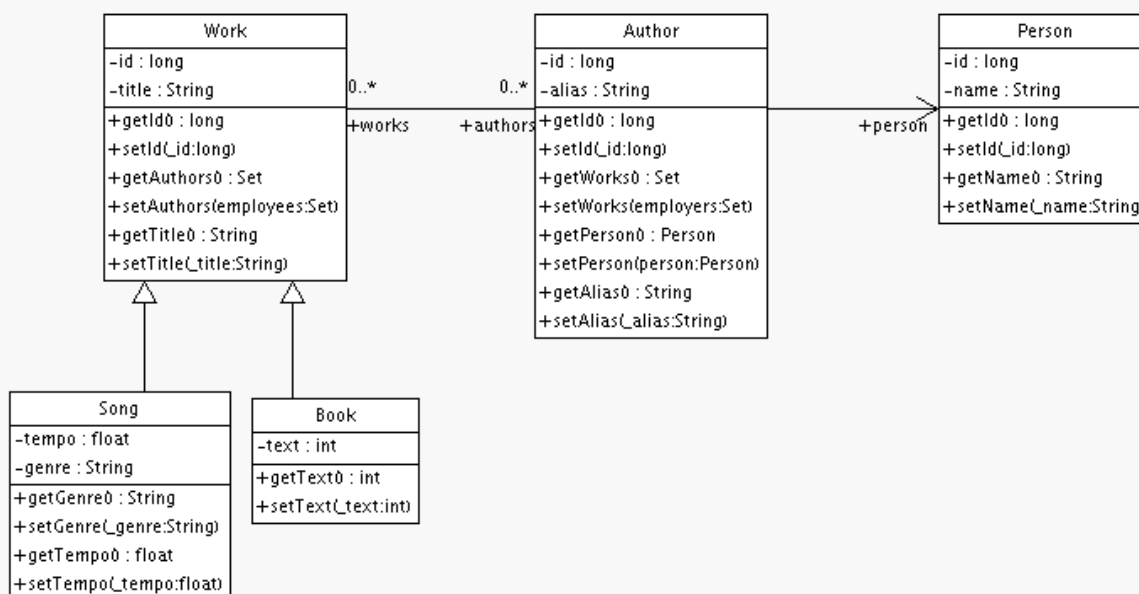 Work
-id : long
-title : String
+getId() : long
+setId(_id:long)
+getAuthors() : Set
+setAuthors(employees:Set)
+getTitle() : String
+setTitle(_title:String)
0..*
+works
0..*
+authors
Author
-id : long
-alias : String
+getId() : long
+setId(_id:long)
+getWorks() : Set
+setWorks(employers:Set)
+getPerson() : Person
+setPerson(person:Person)
+getAlias() : String
+setAlias(_alias:String)
+person
Person
-id : long
-name : String
+getId() : long
+setId(_id:long)
+getName() : String
+setName(_name:String
Song
-tempo : float
-genre : String
+getGenre() : String
+setGenre(_genre:String)
+getTempo() : float
+setTempo(_tempo:float)
Book
-text : int
+getText() : int
+setText(_text:int)